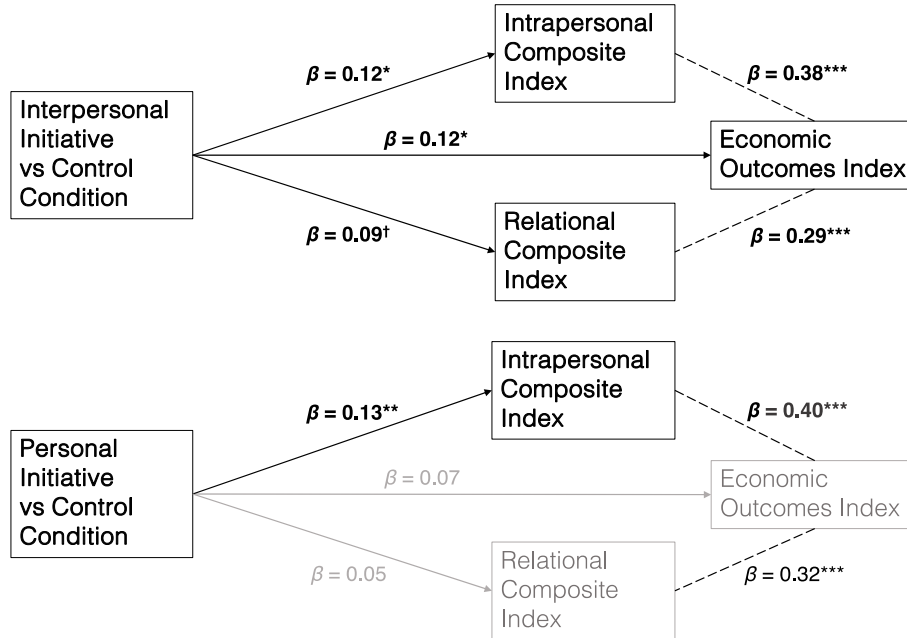 Intrapersonal
Composite
Index
β = 0.12*
β = 0.38***
Interpersonal
Initiative
vs Control
Condition
β = 0.12*
Economic
Outcomes Index
β = 0.09†
Relational
Composite
Index
β = 0.29***
Intrapersonal
Composite
Index
β = 0.13**
β = 0.40***
Personal
Initiative
vs Control
Condition
β = 0.07
Economic
Outcomes Index
β = 0.05
Relational
Composite
Index
β = 0.32***